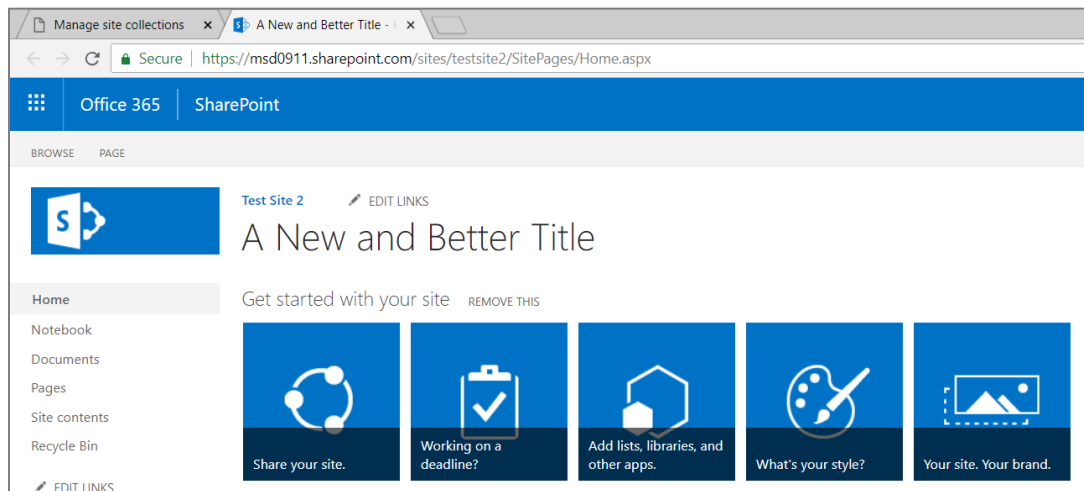 Manage site collections
A New and Better Title -
Secure https://msd0911.sharepoint.com/sites/testsite2/SitePages/Home.aspx
Office 365 SharePoint
BROWSE PAGE
S
Test Site 2 EDIT LINKS
A New and Better Title
Get started with your site REMOVE THIS
Home
Notebook
Documents
Pages
Site contents
Recycle Bin
EDIT LINKS
Share your site.
Working on a
deadline?
Add lists, libraries, and
other apps.
What's your style?
Your site. Your brand.